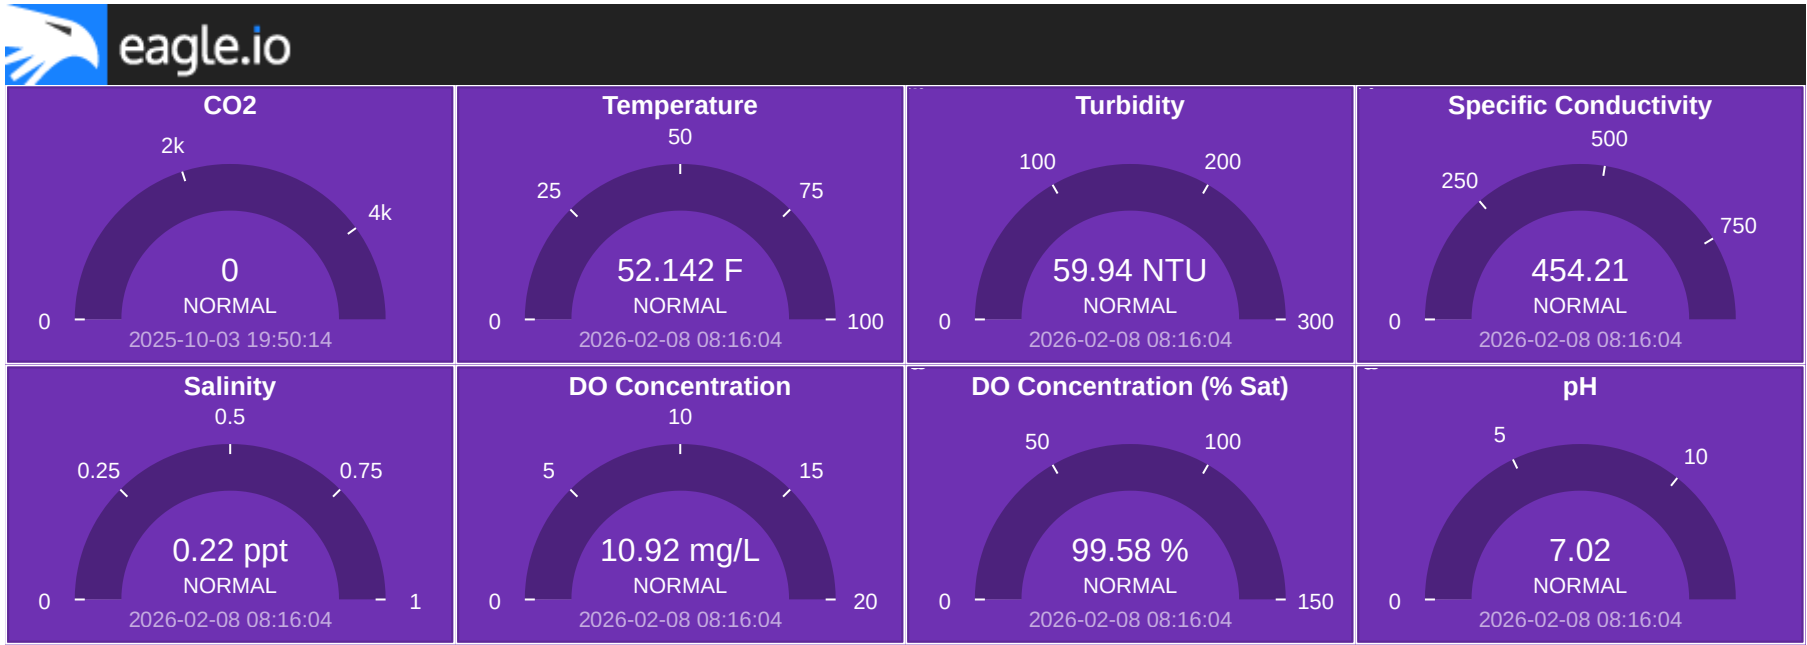 eagle.io
CO2
2k
4k
0
0
NORMAL
2025-10-03 19:50:14
Temperature
50
25
75
52.142 F
NORMAL
0
100
2026-02-08 08:16:04
Turbidity
100
200
59.94 NTU
NORMAL
0
300
2026-02-08 08:16:04
Specific Conductivity
500
250
750
454.21
NORMAL
0
2026-02-08 08:16:04
Salinity
0.5
0.25
0.75
0.22 ppt
NORMAL
0
1
2026-02-08 08:16:04
DO Concentration
10
5
15
10.92 mg/L
NORMAL
0
20
2026-02-08 08:16:04
DO Concentration (% Sat)
50
100
99.58 %
NORMAL
0
150
2026-02-08 08:16:04
pH
5
10
7.02
NORMAL
0
2026-02-08 08:16:04